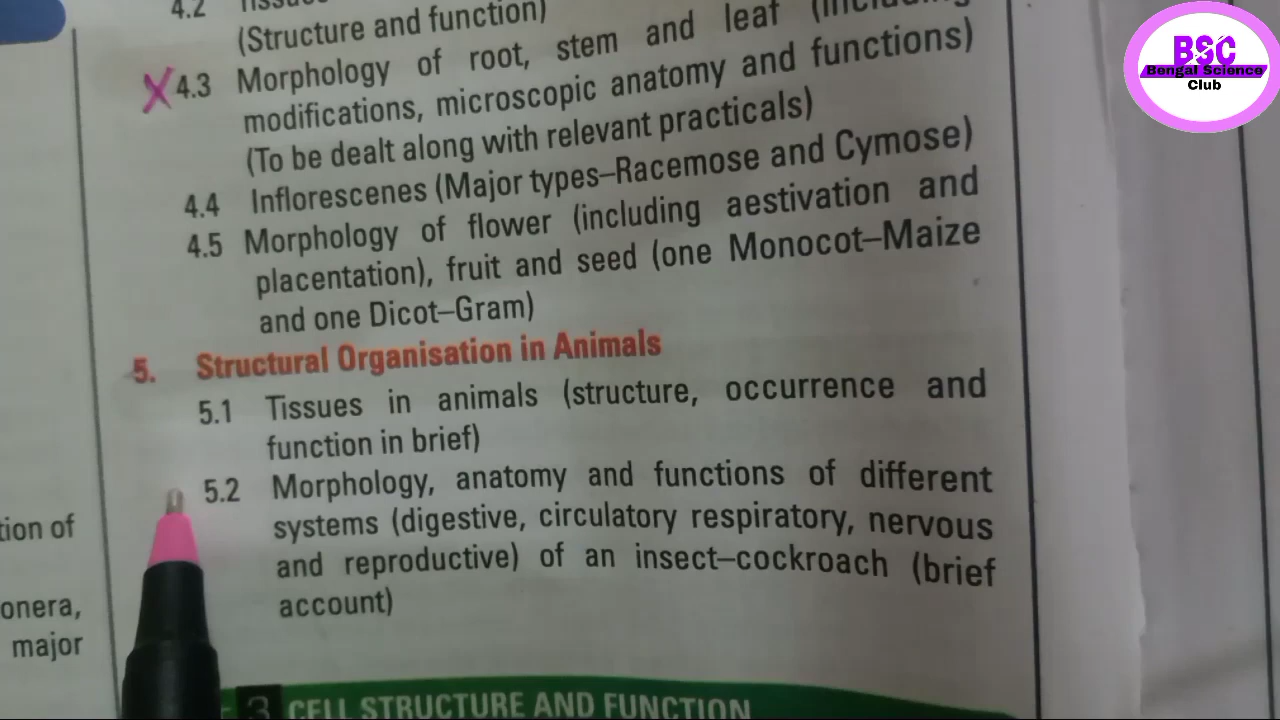 4.2
(Structure and function)
4.3 Morphology of root, stem and leaf
modifications, microscopic anatomy and functions)
(To be dealt along with relevant practicals)
4.4 Inflorescenes (Major types–Racemose and Cymose)
4.5 Morphology of flower (including aestivation and
placentation), fruit and seed (one Monocot–Maize
and one Dicot–Gram)
5. Structural Organisation in Animals
5.1 Tissues in animals (structure, occurrence and
function in brief)
5.2 Morphology, anatomy and functions of different
systems (digestive, circulatory respiratory, nervous
and reproductive) of an insect–cockroach (brief
account)
3 CELL STRUCTURE AND FUNCTION
tion of
onera,
major
BSC
Bengal Science
Club